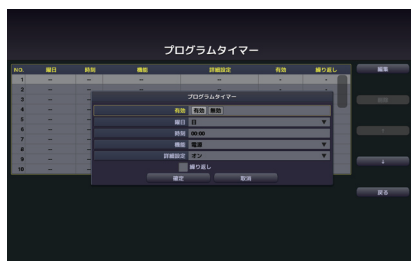 プログラムタイマー
NO. 曜日 時刻 機能 詳細設定 有効 繰り返し 編集
1 -- -- -- -- - -
2 -- -- -- -- - -
プログラムタイマー
3 --
有効 有効 無効
4 --
曜日 日 ▼
5 --
時刻 00:00
6 --
機能 電源 ▼
7 --
詳細設定 オン ▼
8 --
繰り返し
9 --
確定 取消
10 --
↑
↓
戻る